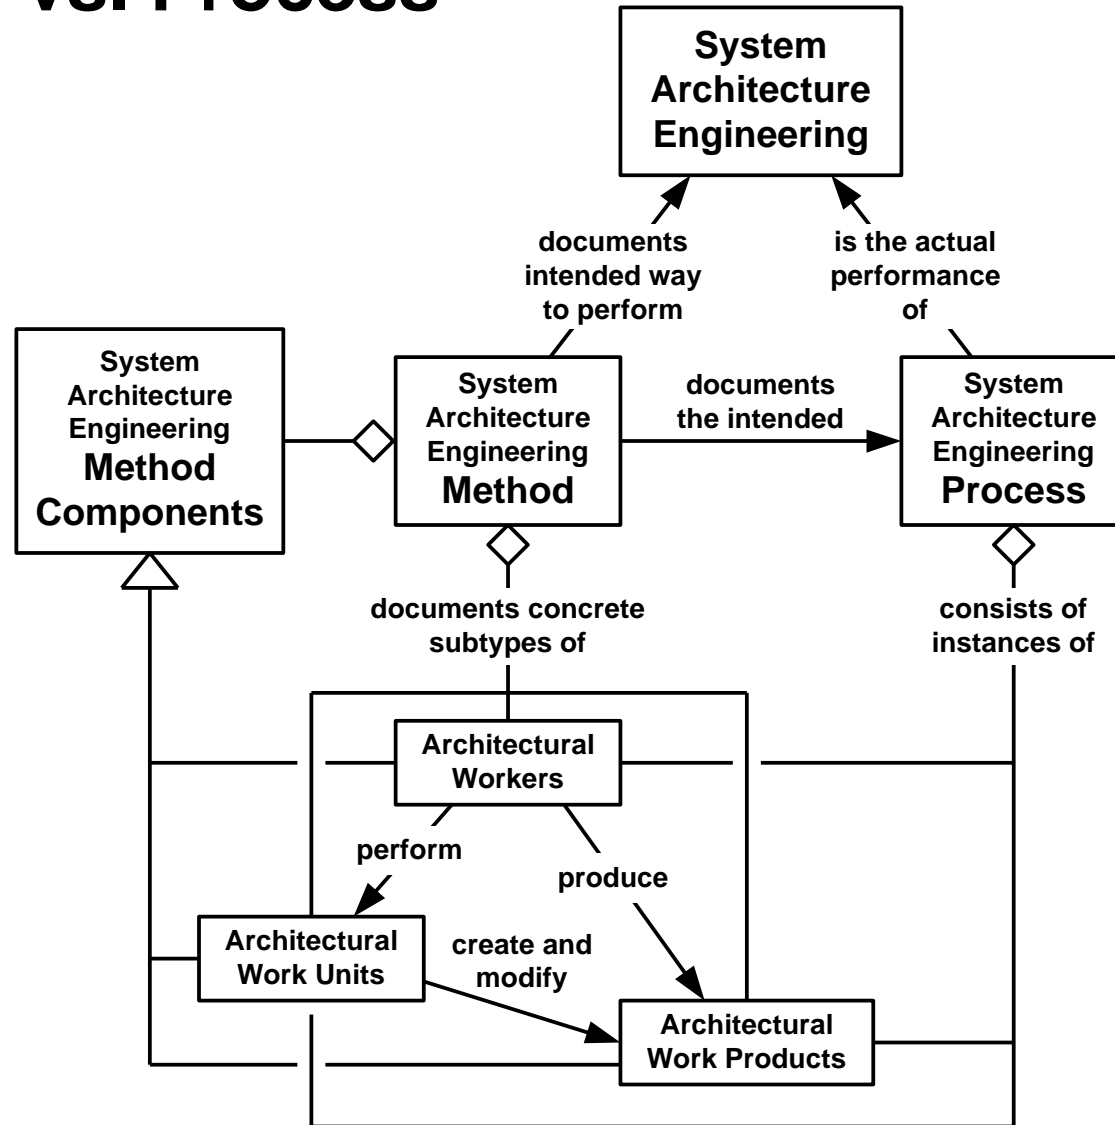 vs. Process
System
Architecture
Engineering
documents
intended way
to perform
is the actual
performance
of
System
Architecture
Engineering
Method
Components
System
Architecture
Engineering
Method
documents
the intended
System
Architecture
Engineering
Process
documents concrete
subtypes of
consists of
instances of
Architectural
Workers
perform
produce
Architectural
Work Units
create and
modify
Architectural
Work Products